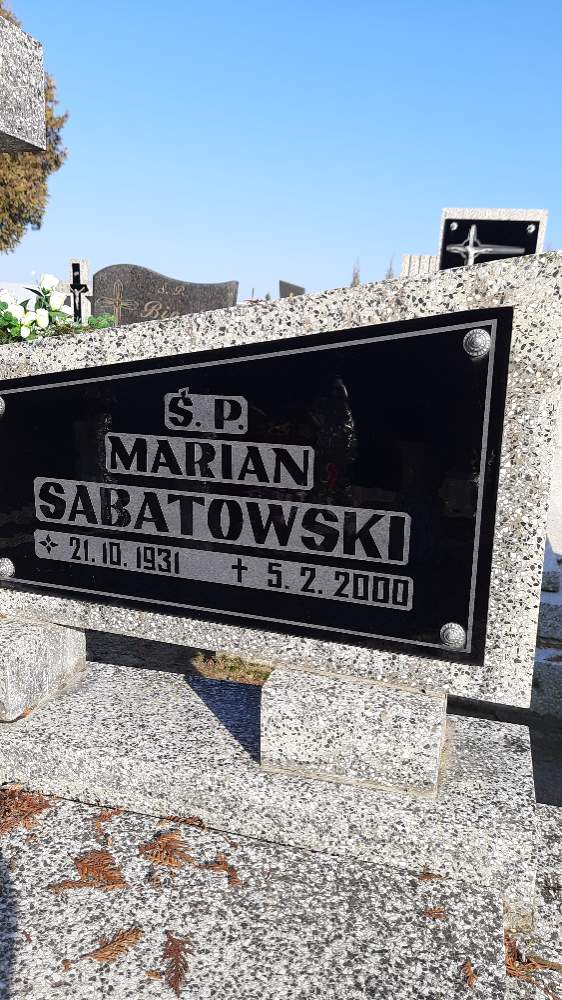 Ś. P.
MARIAN
SABATOWSKI
21.10.1931 ✝ 5.2.2000
Ś. P.